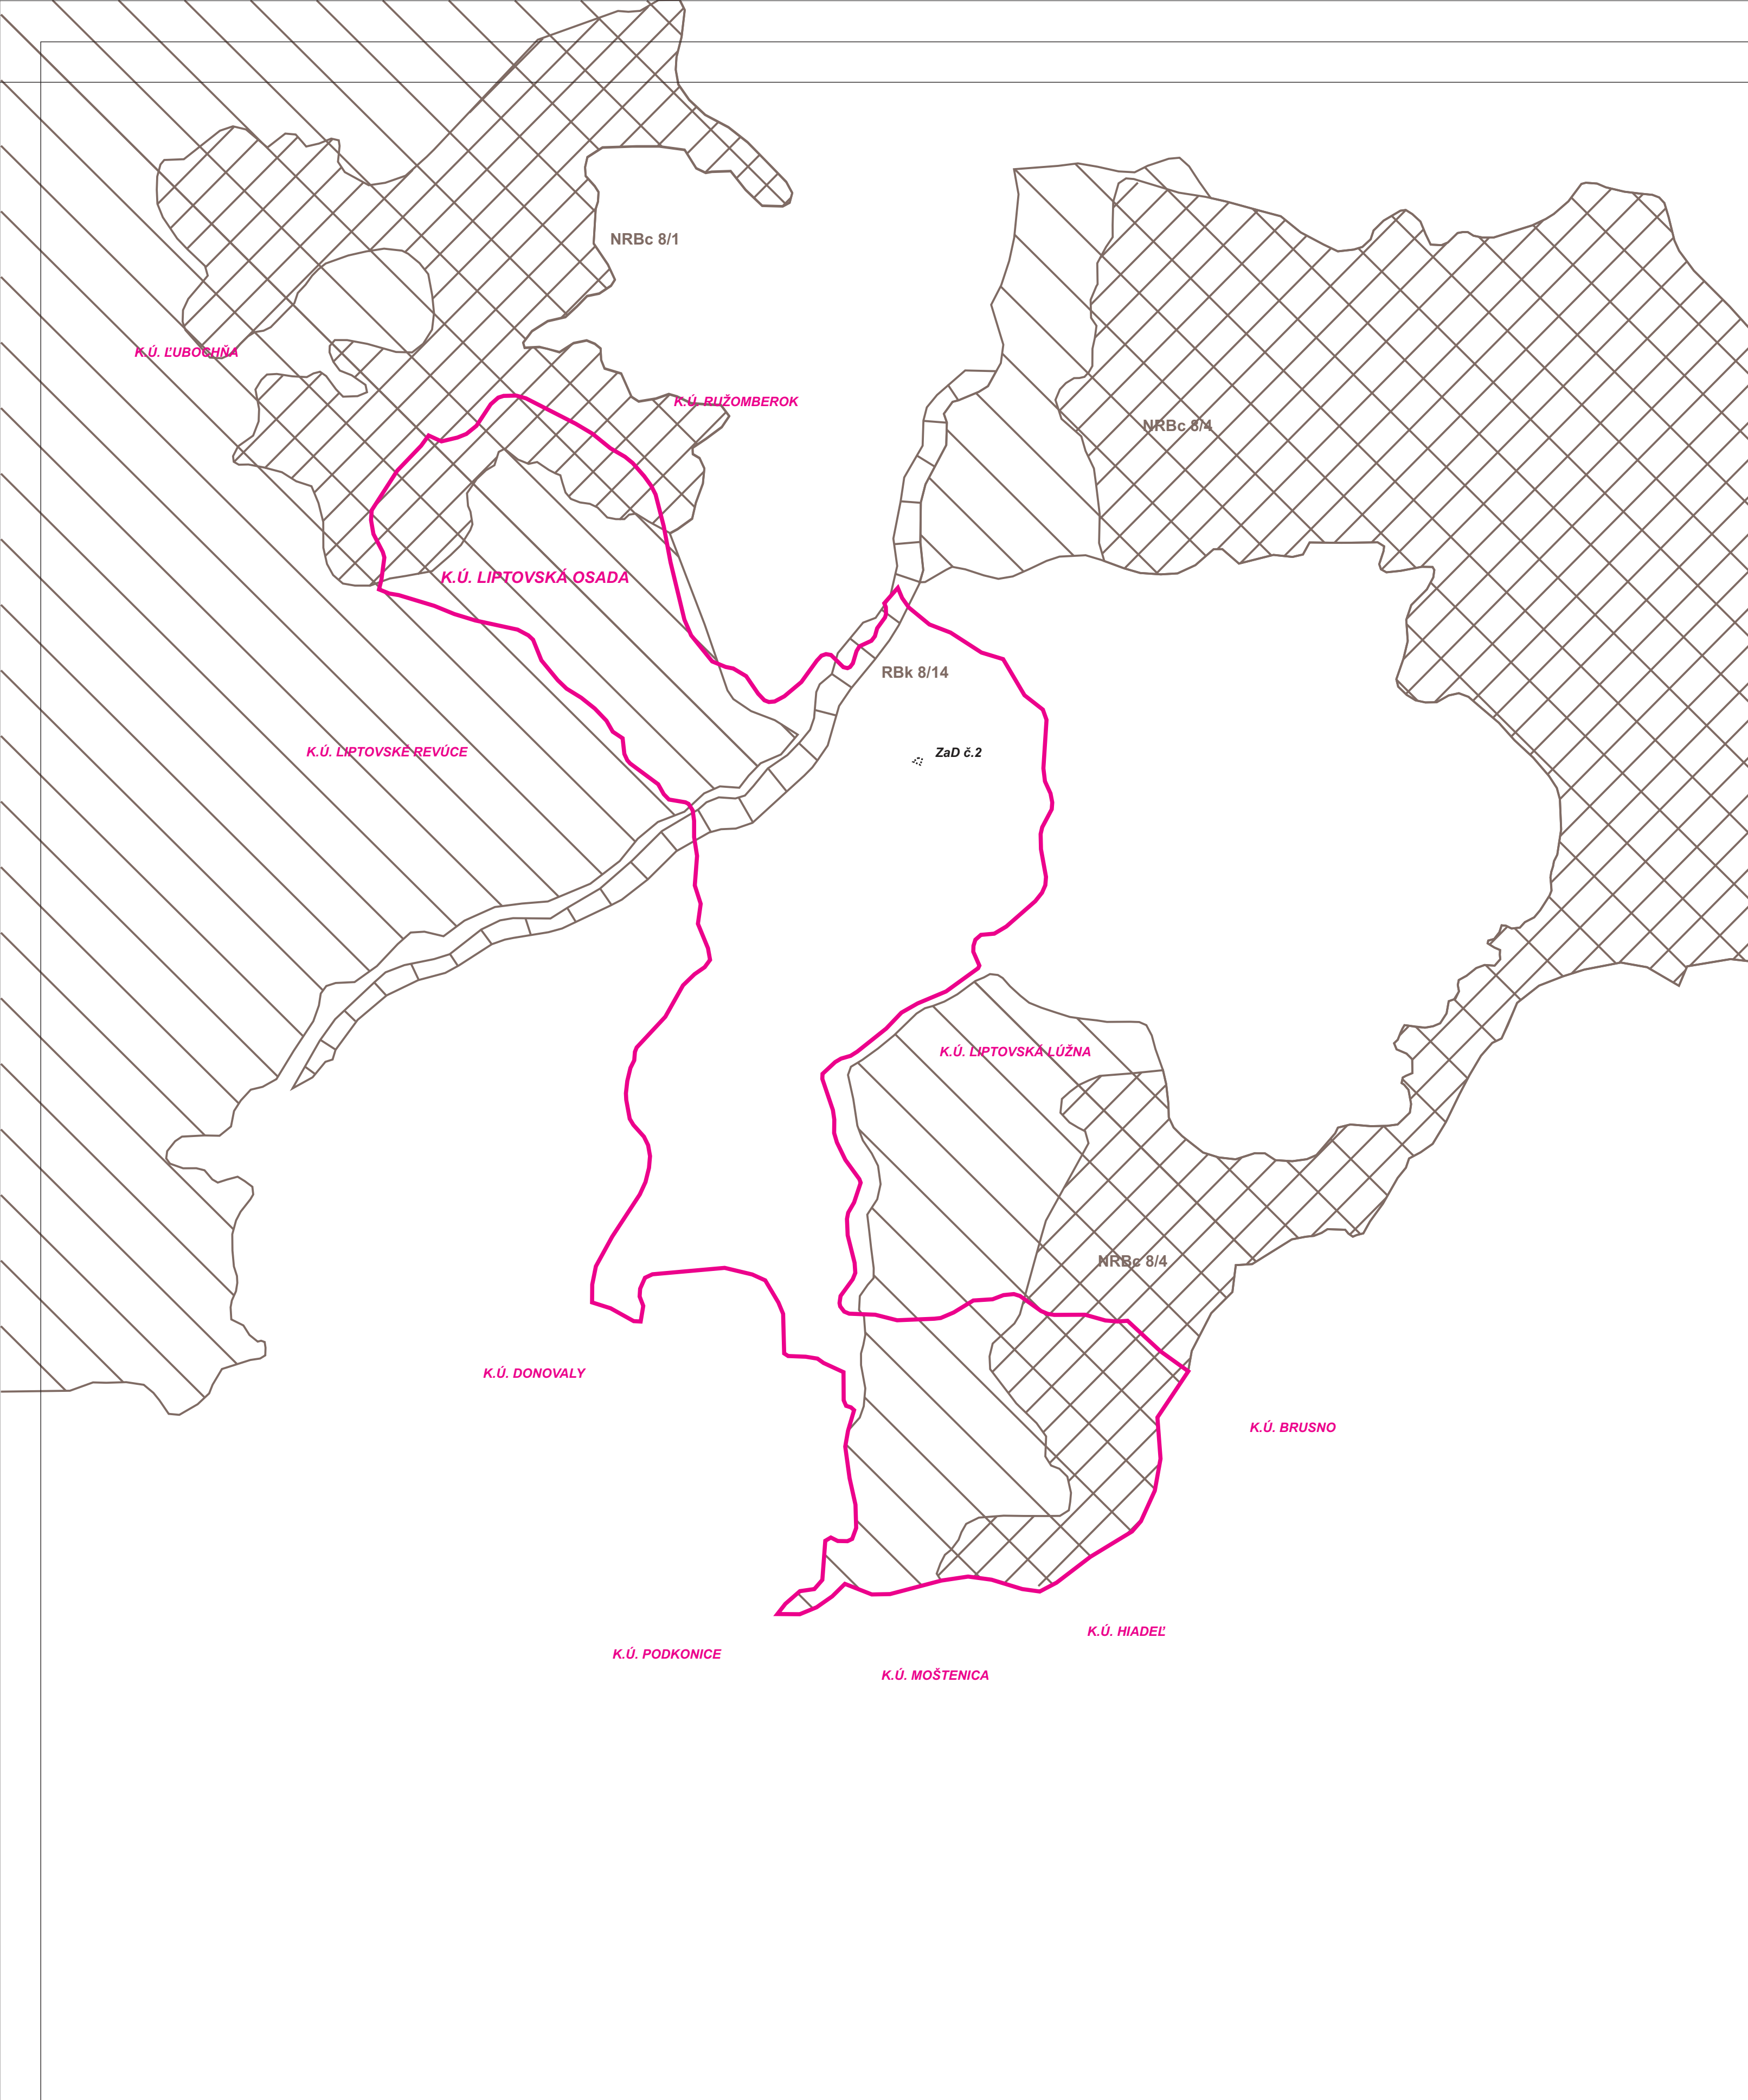 NRBc 8/1
K.Ú. ĽUBOCHŇA
K.Ú. RUŽOMBEROK
NRBc 8/4
K.Ú. LIPTOVSKÁ OSADA
RBk 8/14
K.Ú. LIPTOVSKÉ REVÚCE
ZaD č.2
K.Ú. LIPTOVSKÁ LÚŽNA
NRBc 8/4
K.Ú. DONOVALY
K.Ú. BRUSNO
K.Ú. HIADEĽ
K.Ú. PODKONICE
K.Ú. MOŠTENICA